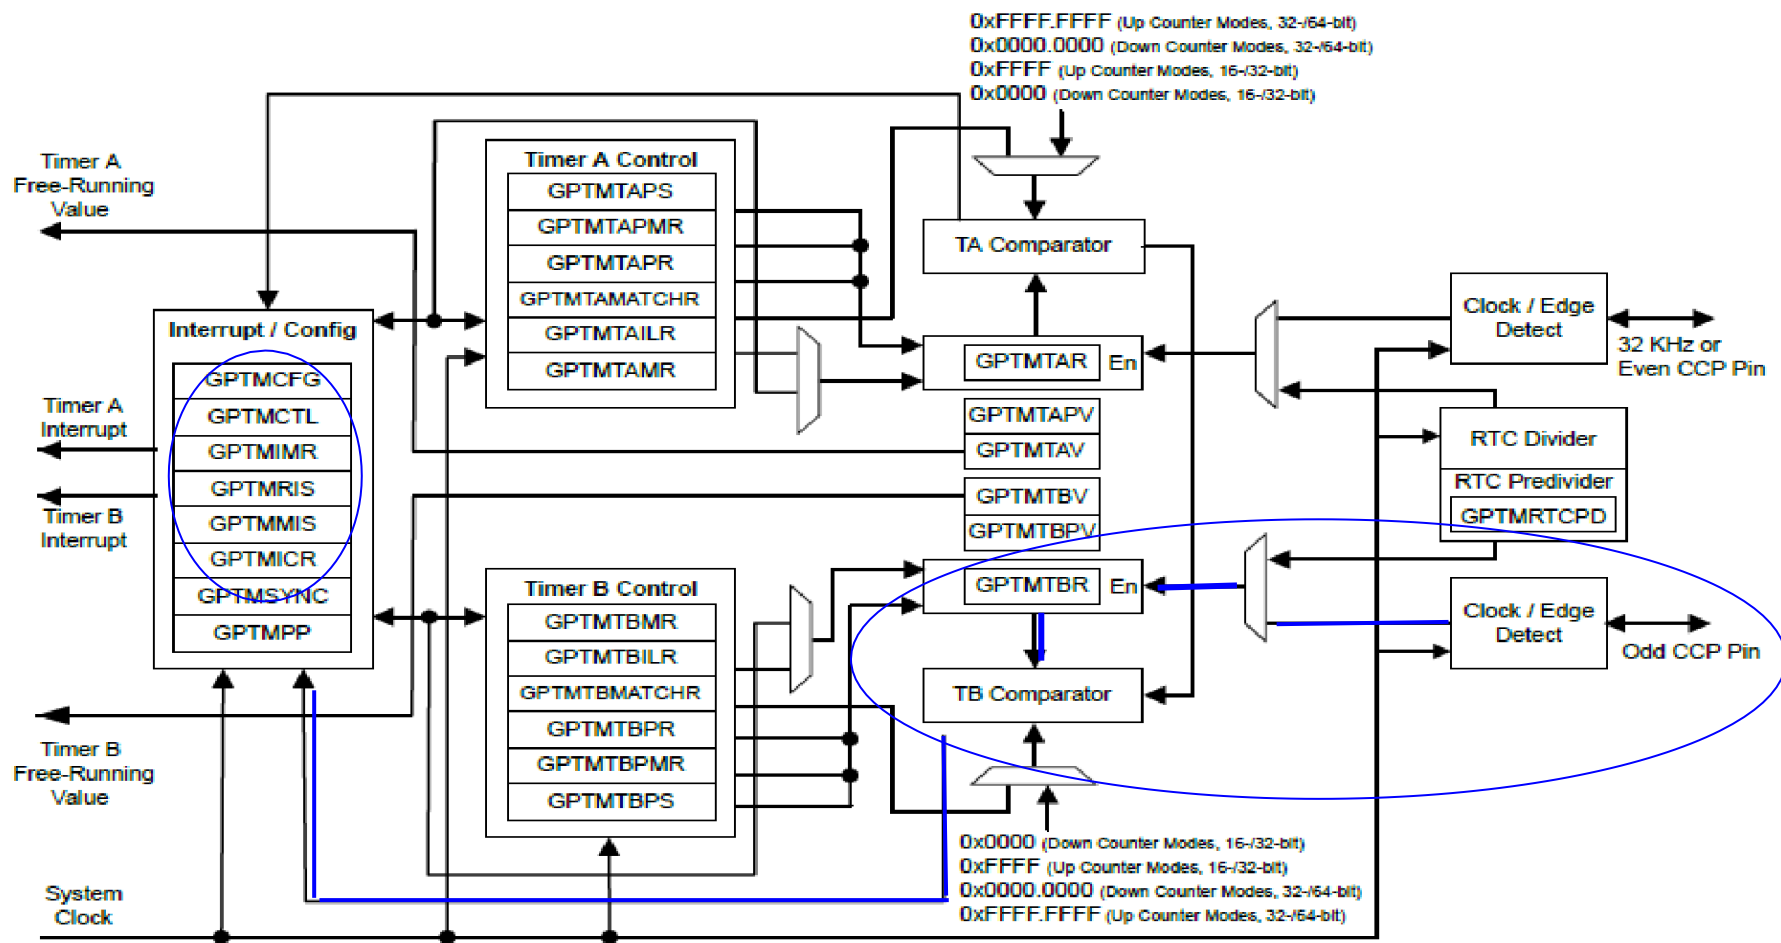 0xFFFF.FFFF (Up Counter Modes, 32-/64-bit)
0x0000.0000 (Down Counter Modes, 32-/64-bit)
0xFFFF (Up Counter Modes, 16-/32-bit)
0x0000 (Down Counter Modes, 16-/32-bit)
Timer A
Free-Running
Value
Timer A Control
GPTMTAPS
GPTMTAPMR
GPTMTAPR
GPTMTAMATCHR
GPTMTAILR
GPTMTAMR
TA Comparator
Clock / Edge
Detect
32 KHz or
Even CCP Pin
Interrupt / Config
GPTMCFG
GPTMCTL
GPTMIMR
GPTMRIS
GPTMMIS
GPTMICR
GPTMSYNC
GPTMPP
GPTMTAR
En
Timer A
Interrupt
GPTMTAPV
GPTMTAV
RTC Divider
RTC Predivider
GPTMRTCPD
Timer B
Interrupt
GPTMTBV
GPTMTBPV
GPTMTBR
En
Timer B Control
GPTMTBMR
GPTMTBILR
GPTMTBMATCHR
GPTMTBPR
GPTMTBPMR
GPTMTBPS
Clock / Edge
Detect
Odd CCP Pin
TB Comparator
Timer B
Free-Running
Value
0x0000 (Down Counter Modes, 16-/32-bit)
0xFFFF (Up Counter Modes, 16-/32-bit)
0x0000.0000 (Down Counter Modes, 32-/64-bit)
0xFFFF.FFFF (Up Counter Modes, 32-/64-bit)
System
Clock